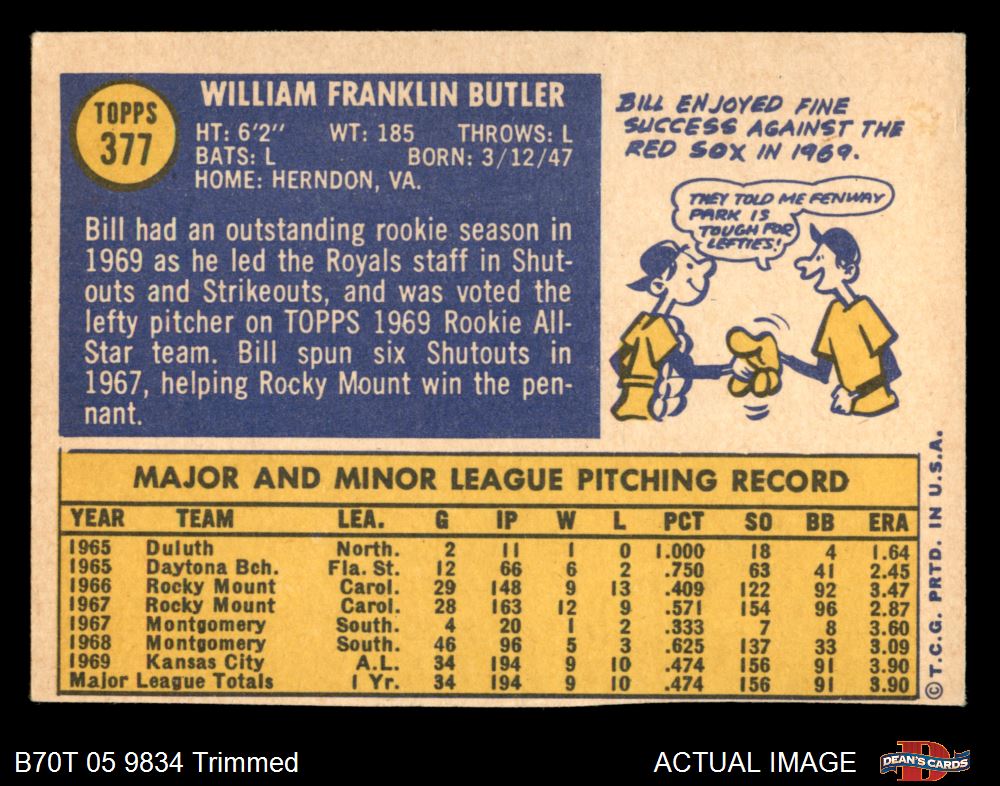 TOPPS
377
WILLIAM FRANKLIN BUTLER
HT: 6'2" WT: 185 THROWS: L
BATS: L BORN: 3/12/47
HOME: HERNDON, VA.
Bill had an outstanding rookie season in
1969 as he led the Royals staff in Shut-
outs and Strikeouts, and was voted the
lefty pitcher on TOPPS 1969 Rookie All-
Star team. Bill spun six Shutouts in
1967, helping Rocky Mount win the pen-
nant.
BILL ENJOYED FINE
SUCCESS AGAINST THE
RED SOX IN 1969.
THEY TOLD ME FENWAY
PARK IS
TOUGH FOR
LEFTIES!
MAJOR AND MINOR LEAGUE PITCHING RECORD
YEAR TEAM LEA. G IP W L PCT SO BB ERA
1965 Duluth North. 2 11 1 0 1.000 18 4 1.64
1965 Daytona Bch. Fla. St. 12 66 6 2 .750 63 41 2.45
1966 Rocky Mount Carol. 29 148 9 13 .409 122 92 3.47
1967 Rocky Mount Carol. 28 163 12 9 .571 154 96 2.87
1967 Montgomery South. 4 20 1 2 .333 7 8 3.60
1968 Montgomery South. 46 96 5 3 .625 137 33 3.09
1969 Kansas City A.L. 34 194 9 10 .474 156 91 3.90
Major League Totals 1 Yr. 34 194 9 10 .474 156 91 3.90
© T.C.G. PRTD. IN U.S.A.
B70T 05 9834 Trimmed
ACTUAL IMAGE
D
DEAN'S CARDS